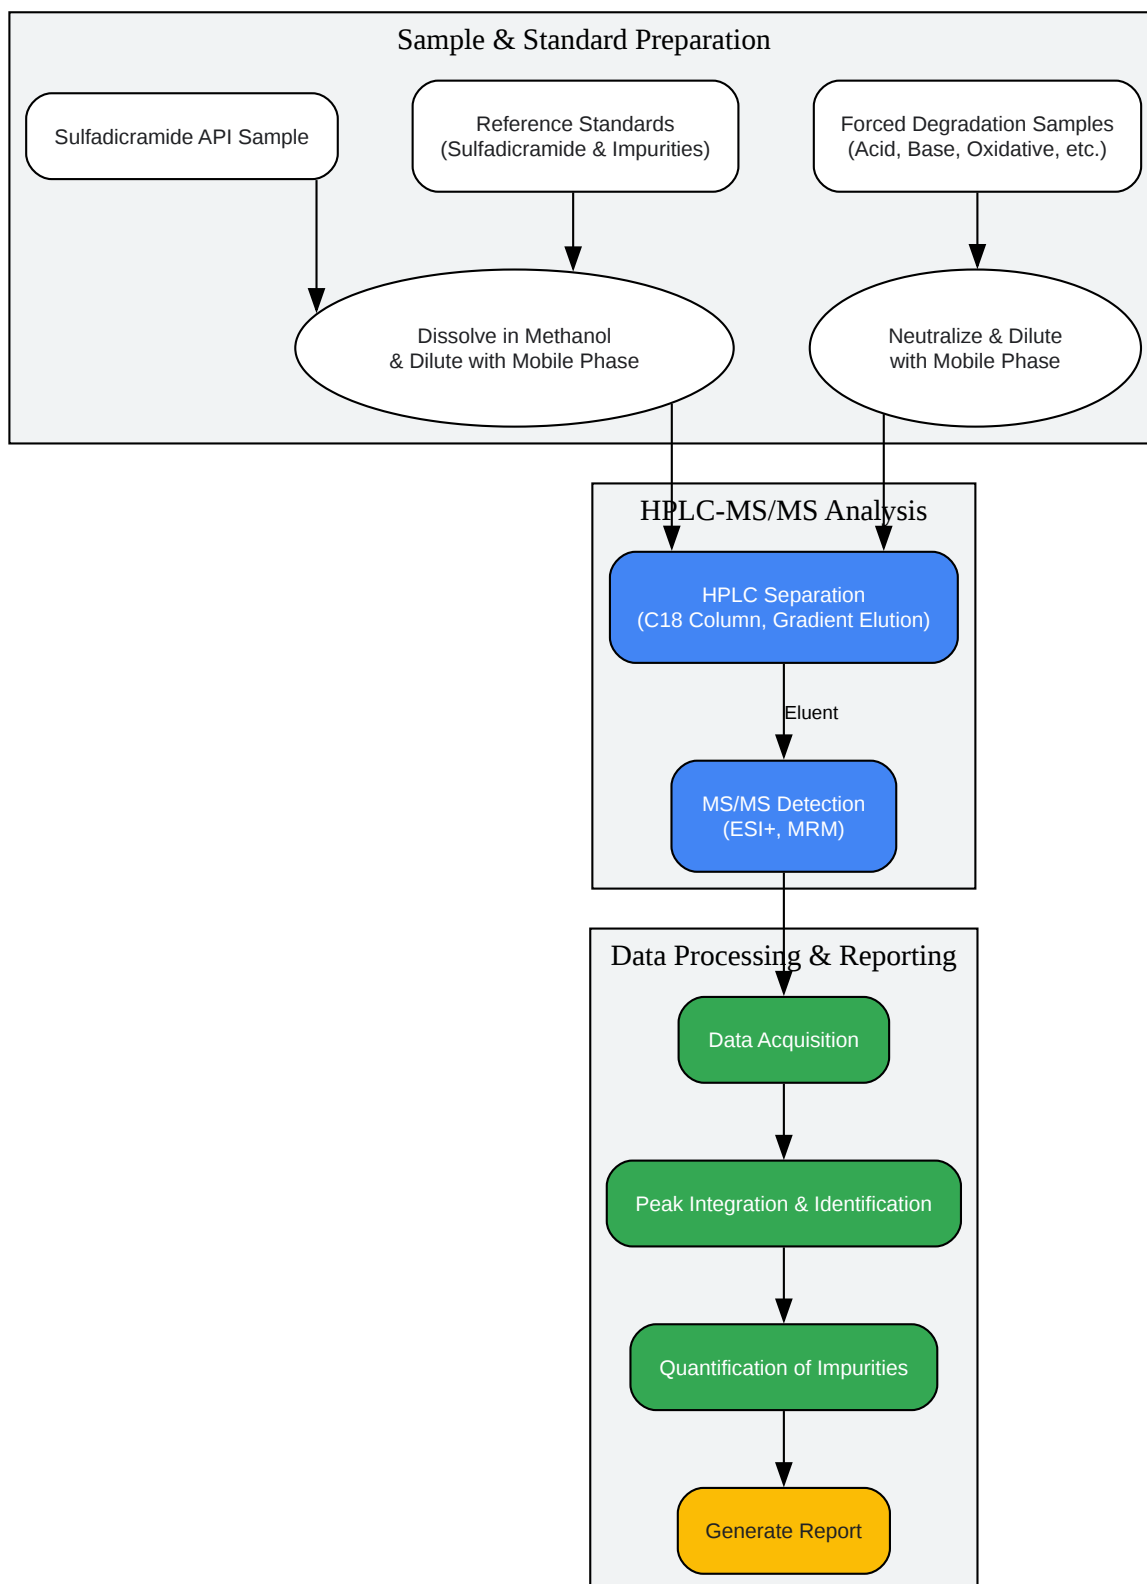 Sample & Standard Preparation
Sulfadicramide API Sample
Reference Standards
(Sulfadicramide & Impurities)
Forced Degradation Samples
(Acid, Base, Oxidative, etc.)
Dissolve in Methanol
& Dilute with Mobile Phase
Neutralize & Dilute
with Mobile Phase
HPLC-MS/MS Analysis
HPLC Separation
(C18 Column, Gradient Elution)
Eluent
MS/MS Detection
(ESI+, MRM)
Data Processing & Reporting
Data Acquisition
Peak Integration & Identification
Quantification of Impurities
Generate Report